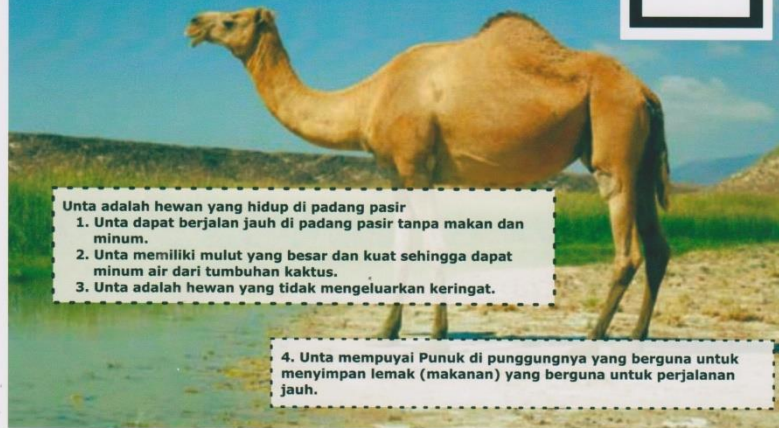 Unta adalah hewan yang hidup di padang pasir
1. Unta dapat berjalan jauh di padang pasir tanpa makan dan
minum.
2. Unta memiliki mulut yang besar dan kuat sehingga dapat
minum air dari tumbuhan kaktus.
3. Unta adalah hewan yang tidak mengeluarkan keringat.
4. Unta mempuyai Punuk di punggungnya yang berguna untuk
menyimpan lemak (makanan) yang berguna untuk perjalanan
jauh.